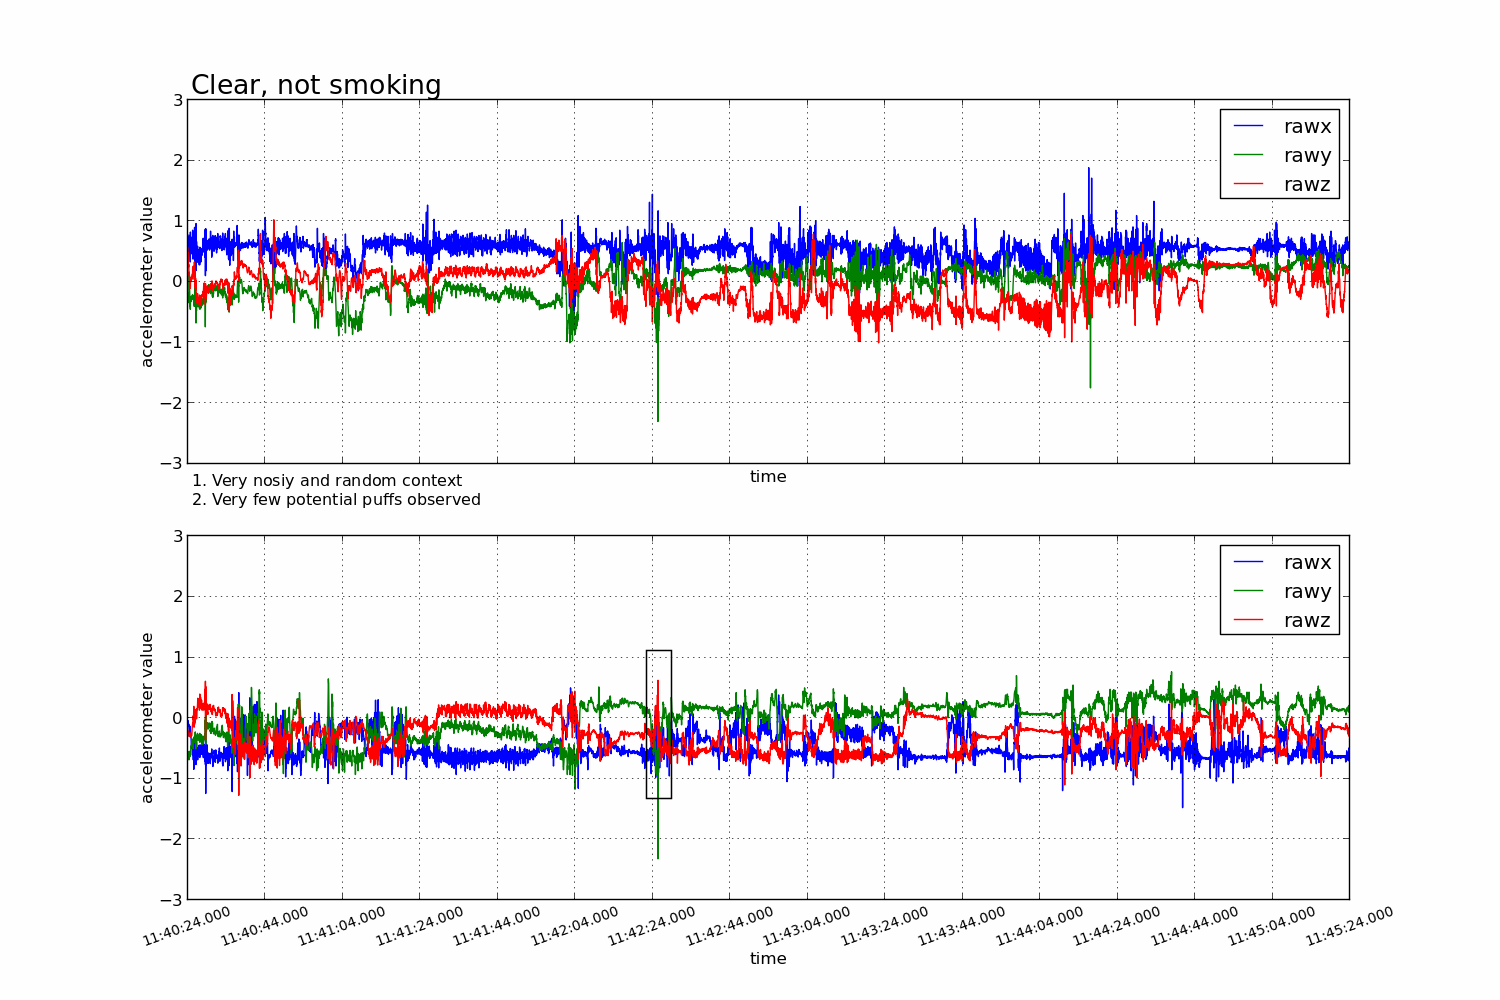 Clear, not smoking
3
2
1
0
−1
−2
−3
accelerometer value
rawx
rawy
rawz
time
1. Very nosiy and random context
2. Very few potential puffs observed
3
2
1
0
−1
−2
−3
accelerometer value
rawx
rawy
rawz
11:40:24.000
11:40:44.000
11:41:04.000
11:41:24.000
11:41:44.000
11:42:04.000
11:42:24.000
11:42:44.000
11:43:04.000
11:43:24.000
11:43:44.000
11:44:04.000
11:44:24.000
11:44:44.000
11:45:04.000
11:45:24.000
time